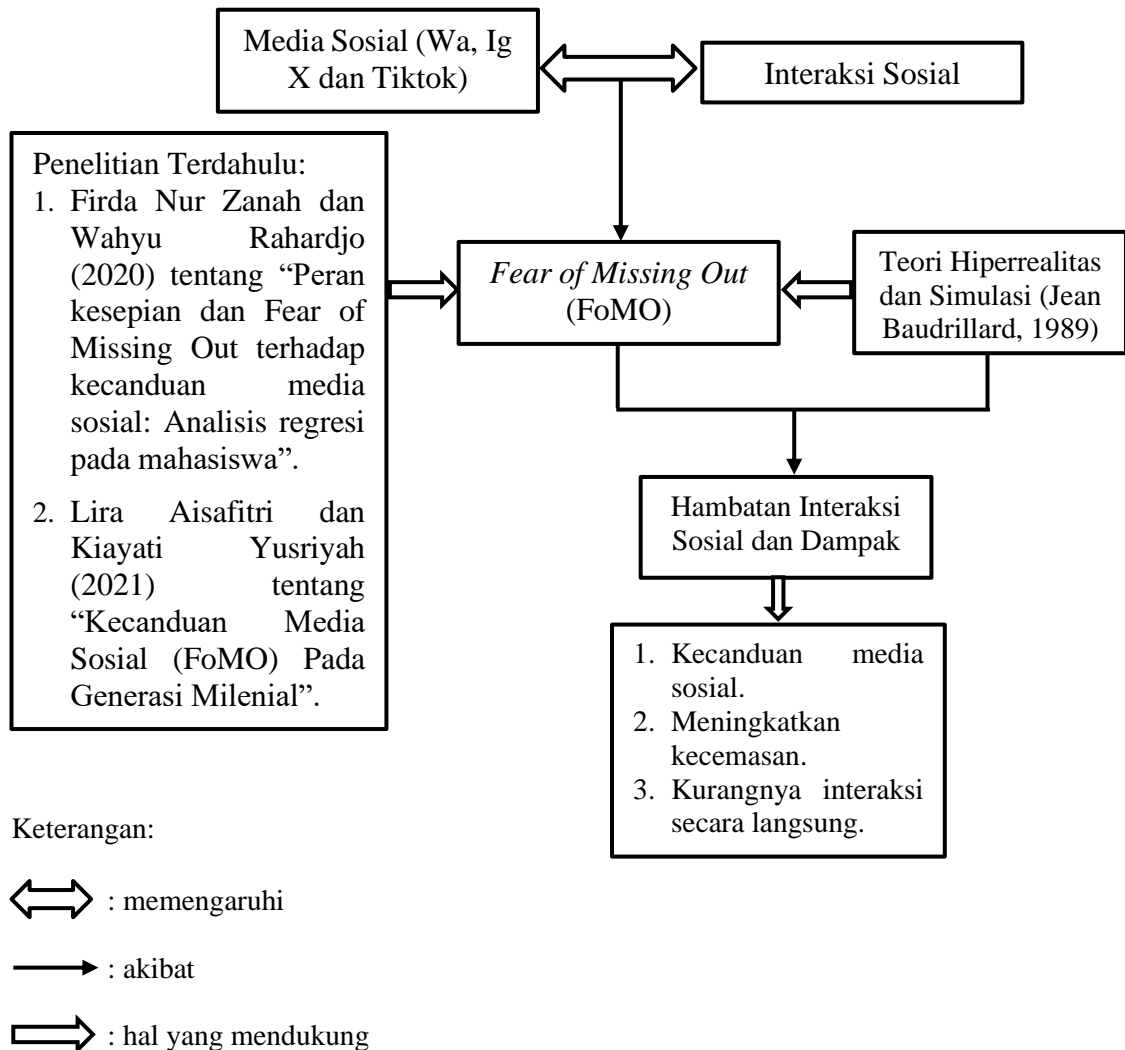 Media Sosial (Wa, Ig
X dan Tiktok)
Interaksi Sosial
Penelitian Terdahulu:
1. Firda Nur Zanah dan
Wahyu Rahardjo
(2020) tentang “Peran
kesepian dan Fear of
Missing Out terhadap
kecanduan media
sosial: Analisis regresi
pada mahasiswa”.
2. Lira Aisafitri dan
Kiayati Yusriyah
(2021) tentang
“Kecanduan Media
Sosial (FoMO) Pada
Generasi Milenial”.
Fear of Missing Out
(FoMO)
Teori Hiperrealitas
dan Simulasi (Jean
Baudrillard, 1989)
Hambatan Interaksi
Sosial dan Dampak
1. Kecanduan media
sosial.
2. Meningkatkan
kecemasan.
3. Kurangnya interaksi
secara langsung.
Keterangan:
: memengaruhi
: akibat
: hal yang mendukung